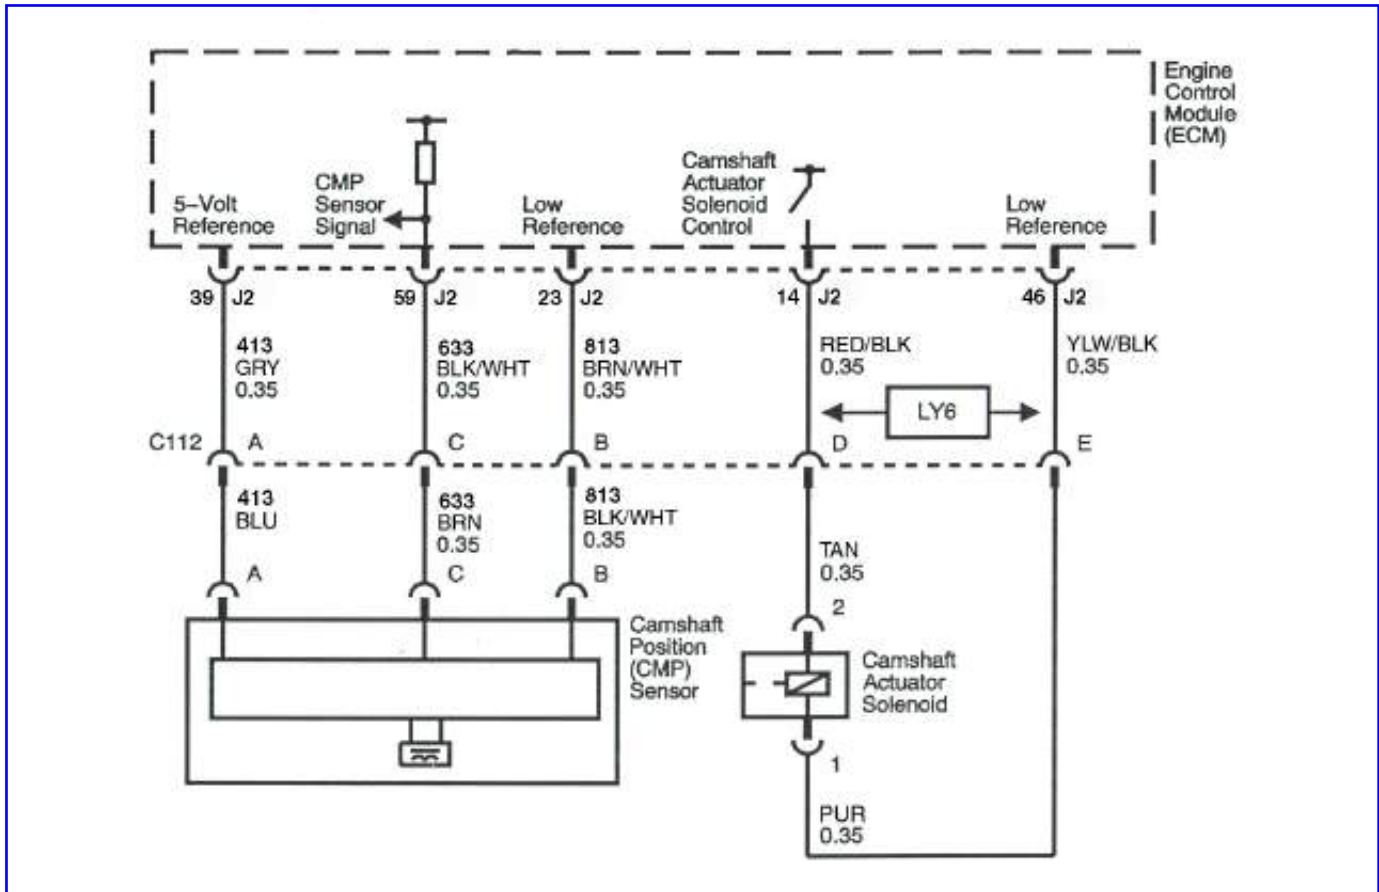 Engine
Control
Module
(ECM)
5-Volt
Reference
CMP
Sensor
Signal
Low
Reference
Camshaft
Actuator
Solenoid
Control
Low
Reference
39 J2
59 J2
23 J2
14 J2
46 J2
413
GRY
0.35
633
BLK/WHT
0.35
813
BRN/WHT
0.35
RED/BLK
0.35
YLW/BLK
0.35
LY6
C112 A
C
B
D
E
413
BLU
633
BRN
0.35
813
BLK/WHT
0.35
TAN
0.35
A
C
B
2
Camshaft
Position
(CMP)
Sensor
Camshaft
Actuator
Solenoid
1
PUR
0.35